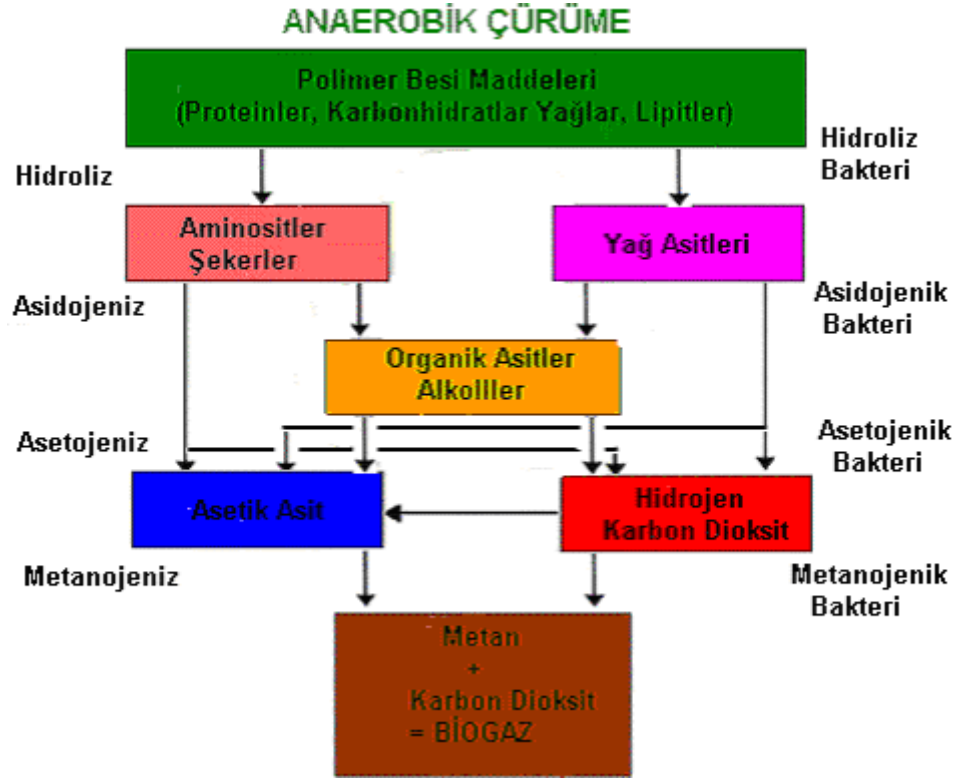 ANAEROBİK ÇÜRÜME
Polimer Besi Maddeleri
(Proteinler, Karbonhidratlar Yağlar, Lipitler)
Hidroliz
Hidroliz
Bakteri
Aminositler
Şekerler
Yağ Asitleri
Asidojeniz
Asidojenik
Bakteri
Organik Asitler
Alkolller
Asetojeniz
Asetojenik
Bakteri
Asetik Asit
Hidrojen
Karbon Dioksit
Metanojeniz
Metanojenik
Bakteri
Metan
+
Karbon Dioksit
= BİOGAZ